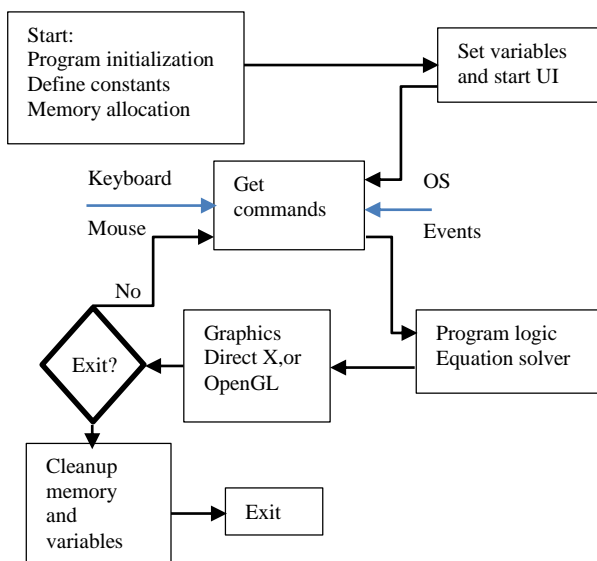 Start:
Program initialization
Define constants
Memory allocation
Set variables
and start UI
Keyboard
Mouse
Get
commands
OS
Events
No
Exit?
Graphics
Direct X,or
OpenGL
Program logic
Equation solver
Cleanup
memory
and
variables
Exit